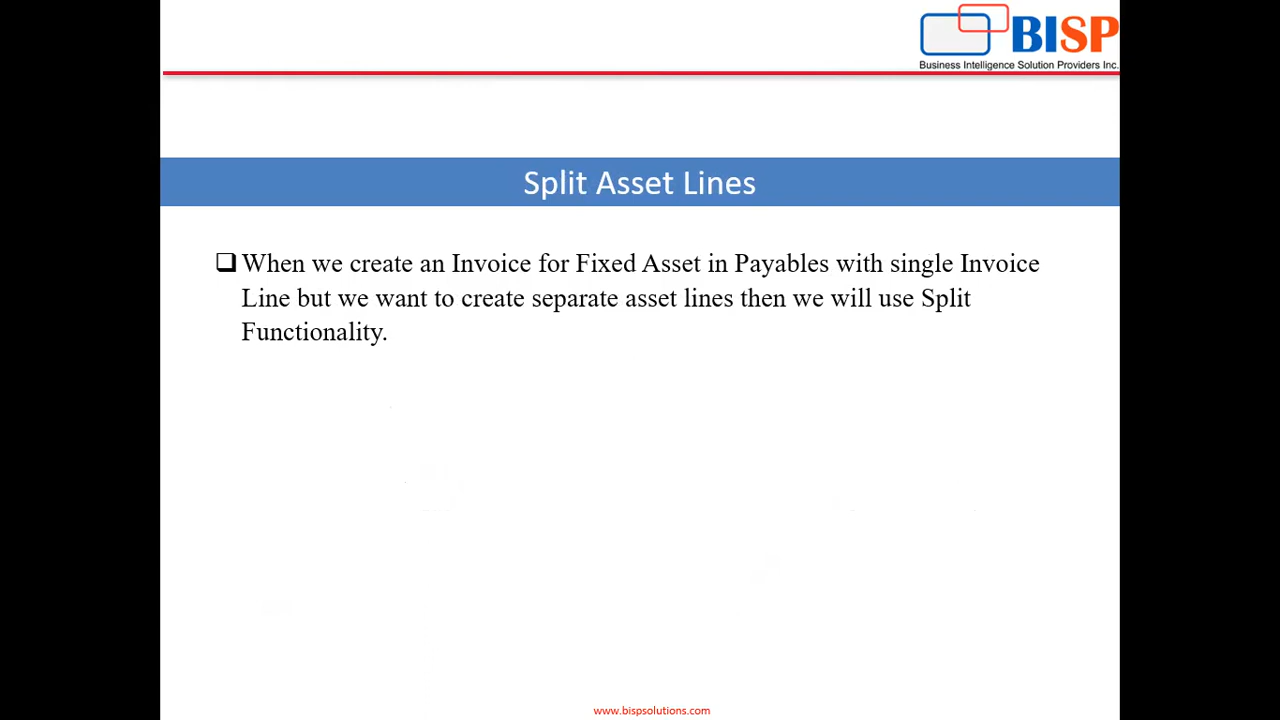 BISP
Business Intelligence Solution Providers Inc.
Split Asset Lines
When we create an Invoice for Fixed Asset in Payables with single Invoice
Line but we want to create separate asset lines then we will use Split
Functionality.
www.bispsolutions.com